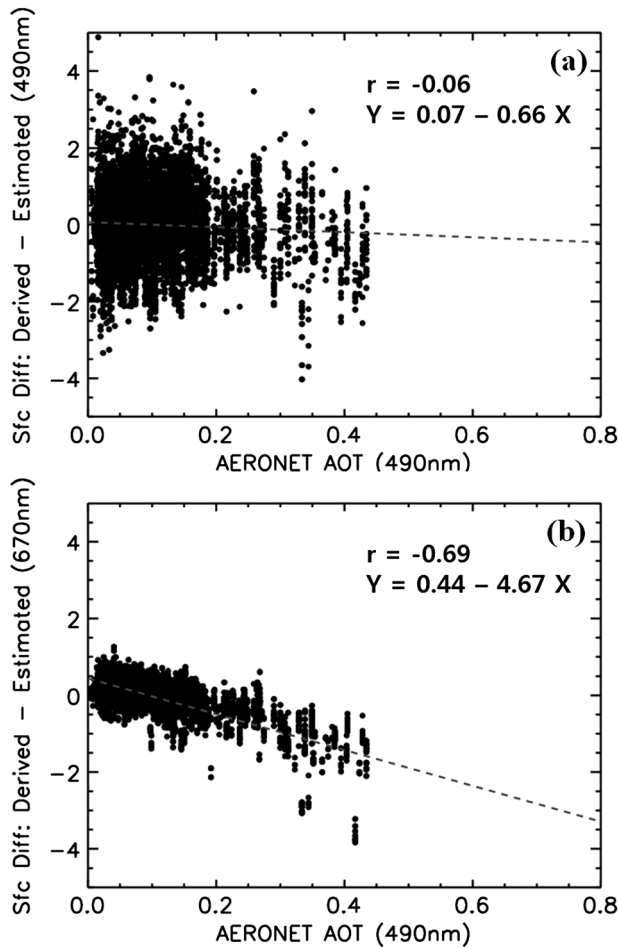 (a)
r = -0.06
Y = 0.07 – 0.66 X
Sfc Diff: Derived – Estimated (490nm)
4
2
0
-2
-4
0.0 0.2 0.4 0.6 0.8
AERONET AOT (490nm)
(b)
r = -0.69
Y = 0.44 – 4.67 X
Sfc Diff: Derived – Estimated (670nm)
4
2
0
-2
-4
0.0 0.2 0.4 0.6 0.8
AERONET AOT (490nm)